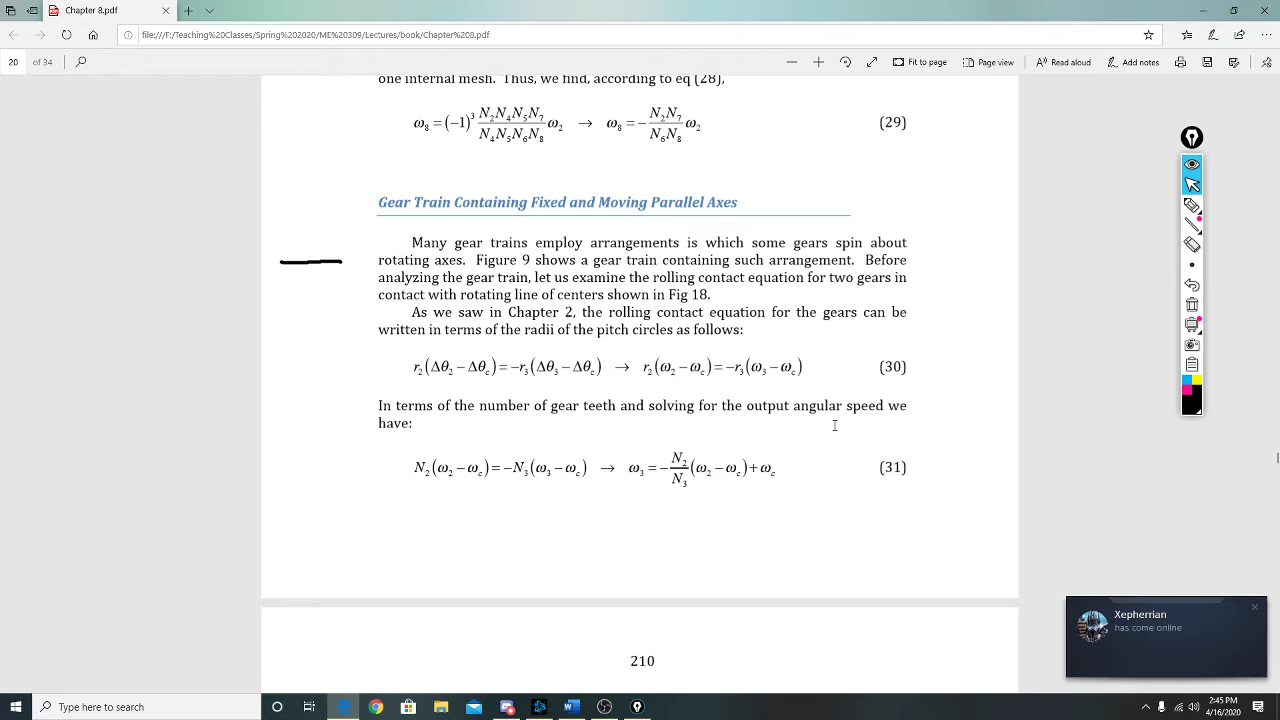 Chapter 8.pdf
file:///F:/Teaching%20Classes/Spring%202020/ME%20309/Lectures/book/Chapter%208.pdf
20 of 34
Fit to page
Page view
Read aloud
Add notes
one internal mesh. Thus, we find, according to eq (28),
ω₈ = (−1)³ N₂N₄N₅N₇/N₄N₅N₆N₈ ω₂ → ω₈ = − N₂N₇/N₆N₈ ω₂ (29)
Gear Train Containing Fixed and Moving Parallel Axes
Many gear trains employ arrangements is which some gears spin about
rotating axes. Figure 9 shows a gear train containing such arrangement. Before
analyzing the gear train, let us examine the rolling contact equation for two gears in
contact with rotating line of centers shown in Fig 18.
As we saw in Chapter 2, the rolling contact equation for the gears can be
written in terms of the radii of the pitch circles as follows:
r₂(Δθ₂ − Δθ_c) = −r₃(Δθ₃ − Δθ_c) → r₂(ω₂ − ω_c) = −r₃(ω₃ − ω_c) (30)
In terms of the number of gear teeth and solving for the output angular speed we
have:
N₂(ω₂ − ω_c) = −N₃(ω₃ − ω_c) → ω₃ = − N₂/N₃ (ω₂ − ω_c) + ω_c (31)
210
Xepherrian
has come online
Type here to search
2:45 PM
4/16/2020